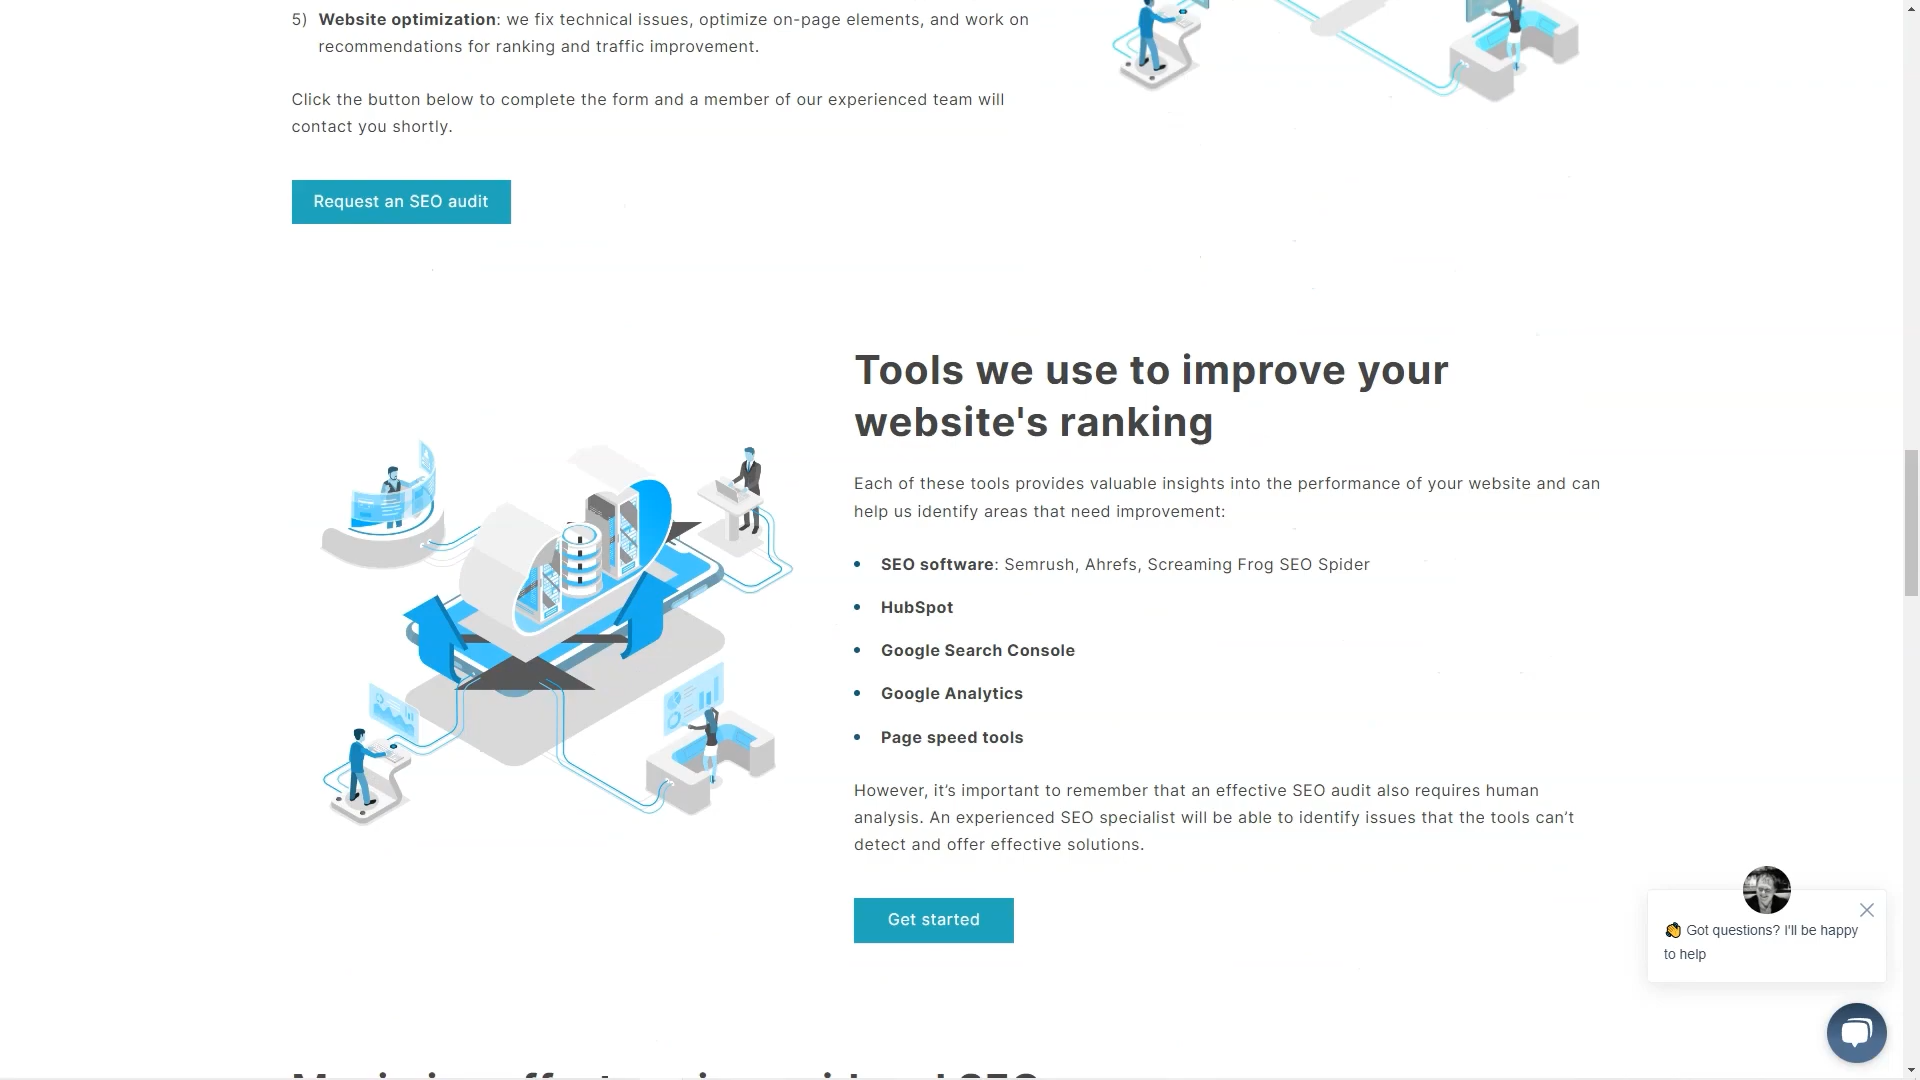 5) Website optimization: we fix technical issues, optimize on-page elements, and work on
recommendations for ranking and traffic improvement.
Click the button below to complete the form and a member of our experienced team will
contact you shortly.
Request an SEO audit
Tools we use to improve your
website's ranking
Each of these tools provides valuable insights into the performance of your website and can
help us identify areas that need improvement:
• SEO software: Semrush, Ahrefs, Screaming Frog SEO Spider
• HubSpot
• Google Search Console
• Google Analytics
• Page speed tools
However, it’s important to remember that an effective SEO audit also requires human
analysis. An experienced SEO specialist will be able to identify issues that the tools can’t
detect and offer effective solutions.
Get started
👋 Got questions? I'll be happy
to help